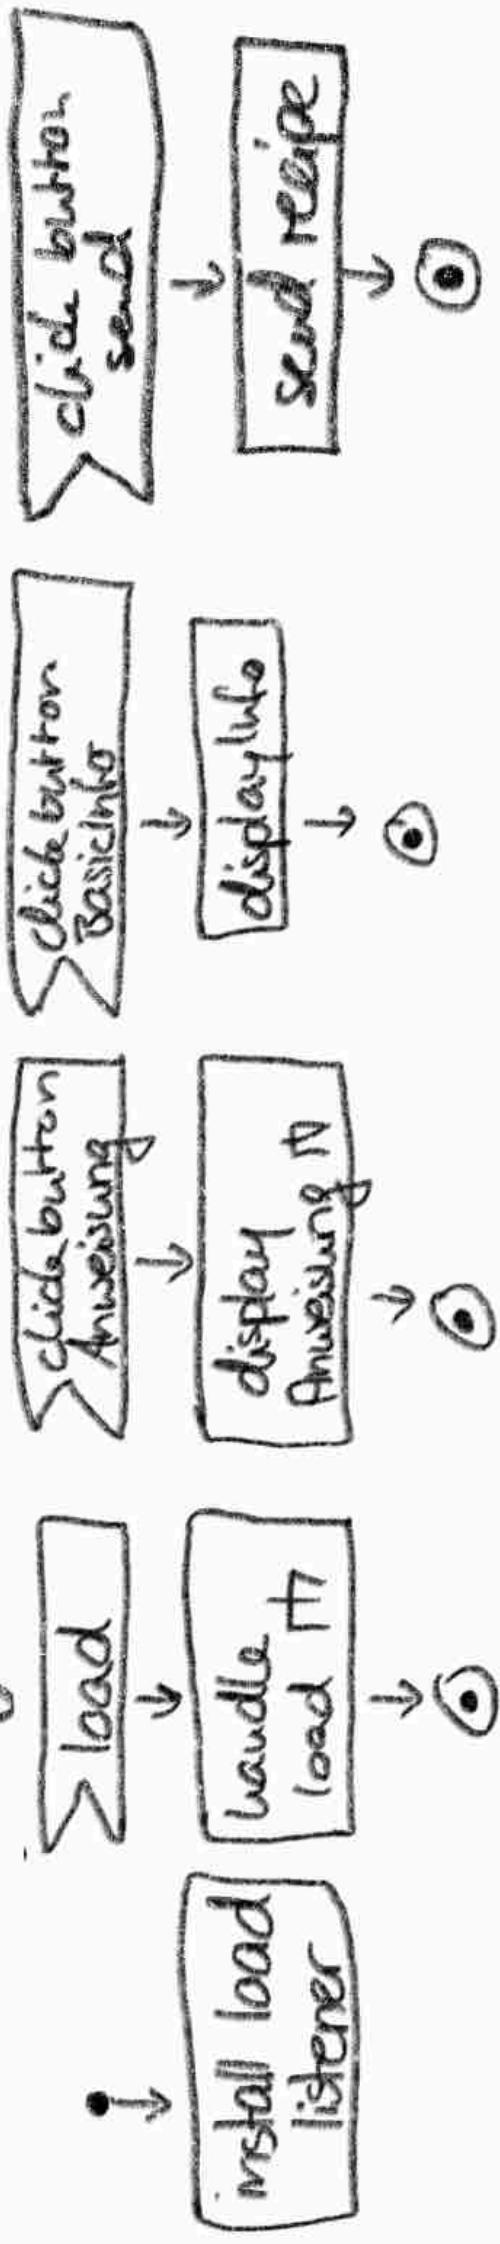 install load
listener
load
handle
load
click button
Anweisung
display
Anweisung
click button
BasicInfo
display Info
click button
send
send recipe